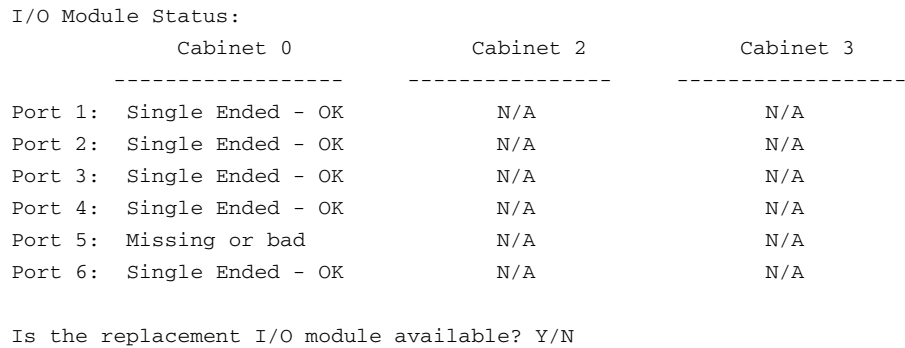 I/O Module Status:
Cabinet 0 Cabinet 2 Cabinet 3
------------------ ---------------- ------------------
Port 1: Single Ended - OK N/A N/A
Port 2: Single Ended - OK N/A N/A
Port 3: Single Ended - OK N/A N/A
Port 4: Single Ended - OK N/A N/A
Port 5: Missing or bad N/A N/A
Port 6: Single Ended - OK N/A N/A
Is the replacement I/O module available? Y/N